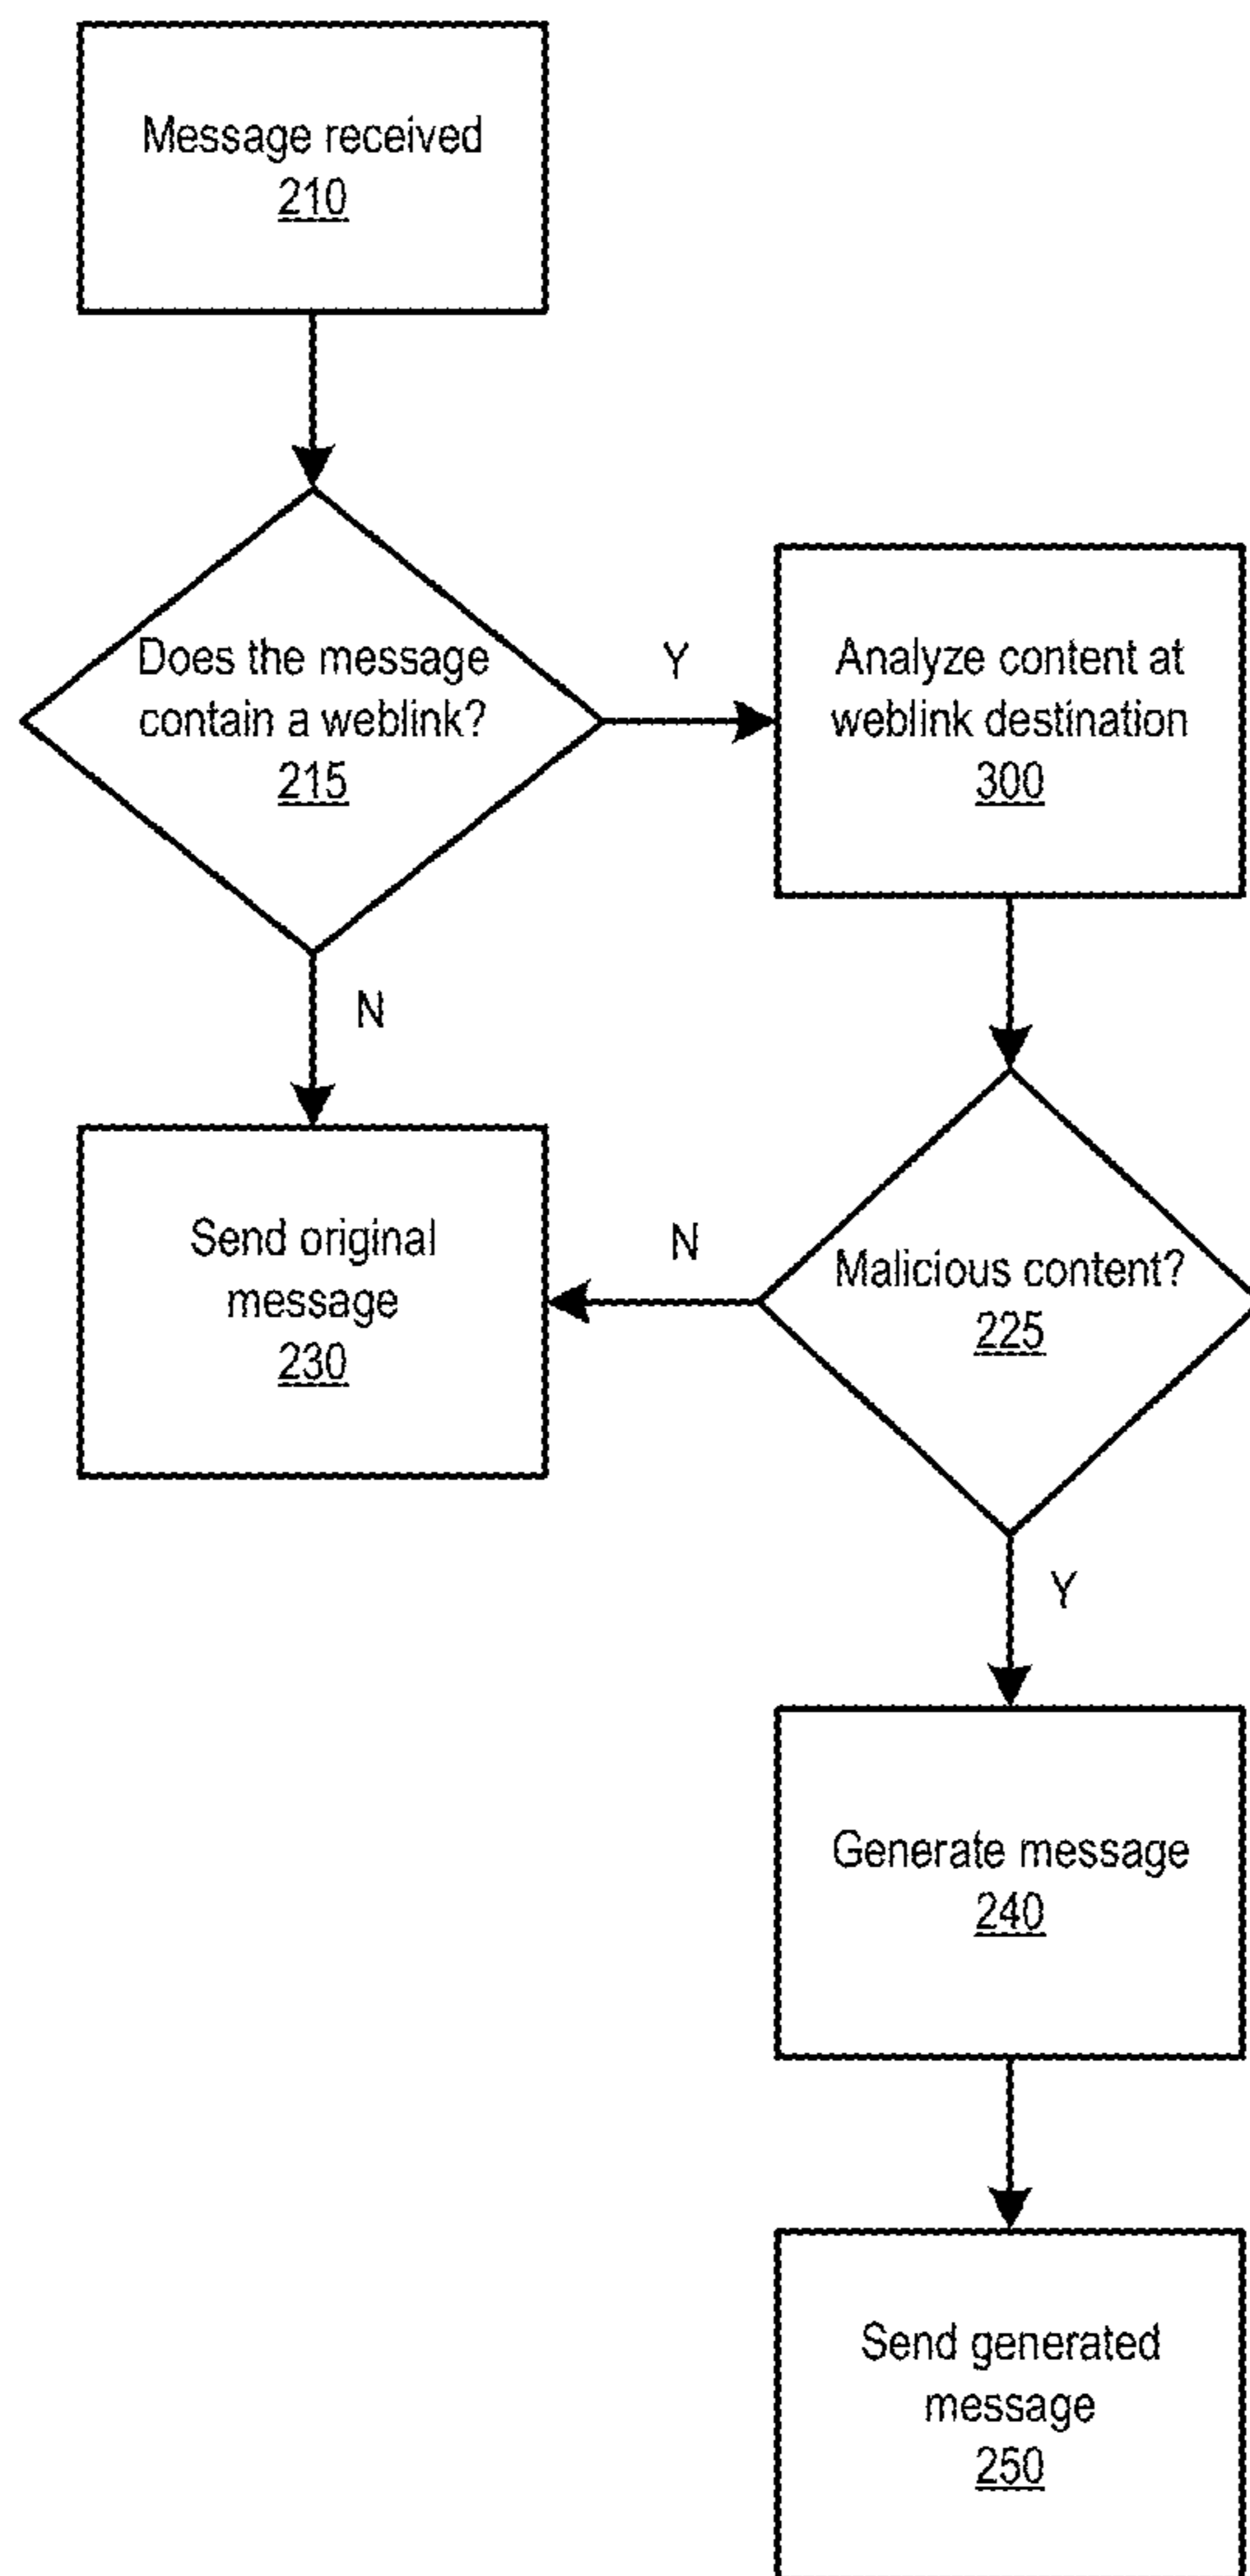 Message received
210
Does the message
contain a weblink?
215
Y
Analyze content at
weblink destination
300
N
Send original
message
230
N
Malicious content?
225
Y
Generate message
240
Send generated
message
250